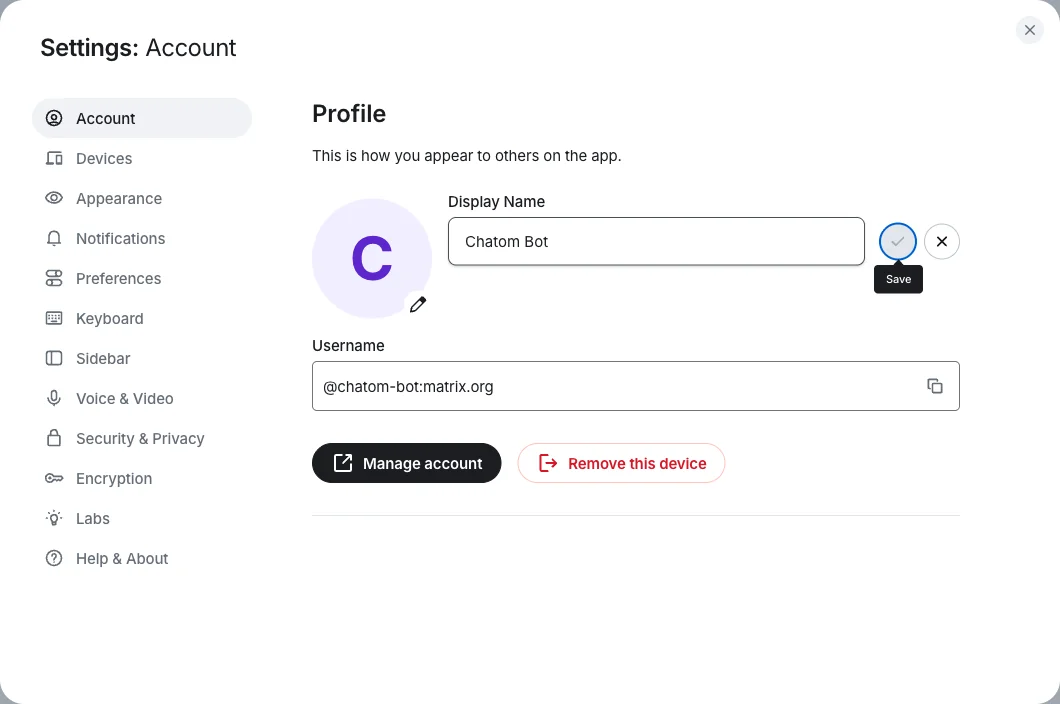 Settings: Account
Account
Devices
Appearance
Notifications
Preferences
Keyboard
Sidebar
Voice & Video
Security & Privacy
Encryption
Labs
Help & About
Profile
This is how you appear to others on the app.
C
Display Name
Chatom Bot
Save
Username
@chatom-bot:matrix.org
Manage account
Remove this device